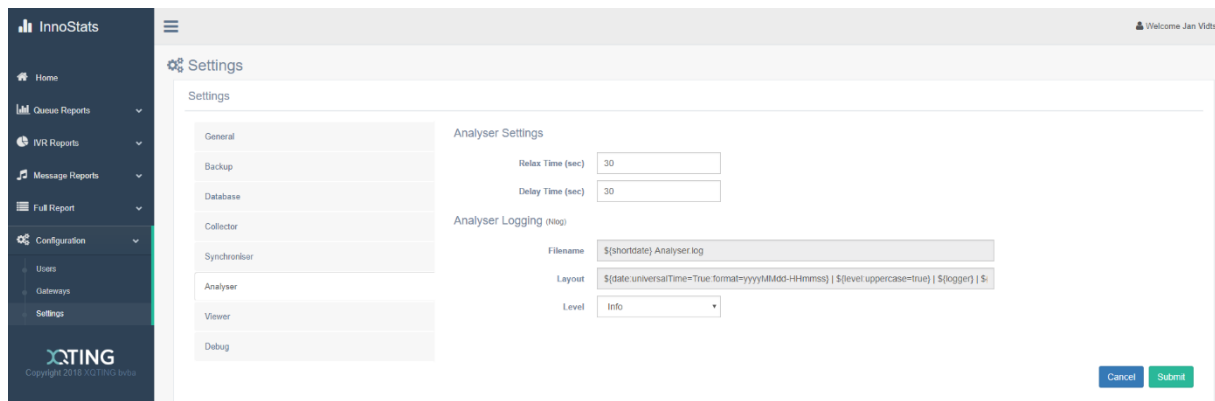 InnoStats
Welcome Jan Vidts
Settings
Settings
Home
Queue Reports
IVR Reports
Message Reports
Full Report
Configuration
Users
Gateways
Settings
XQTING
Copyright 2018 XQTING bvba
General
Backup
Database
Collector
Synchroniser
Analyser
Viewer
Debug
Analyser Settings
Relax Time (sec) 30
Delay Time (sec) 30
Analyser Logging (Nlog)
Filename ${shortdate} Analyser.log
Layout ${date:universalTime=True:format=yyyyMMdd-HHmmss} | ${level:uppercase=true} | ${logger} | ${
Level Info
Cancel Submit